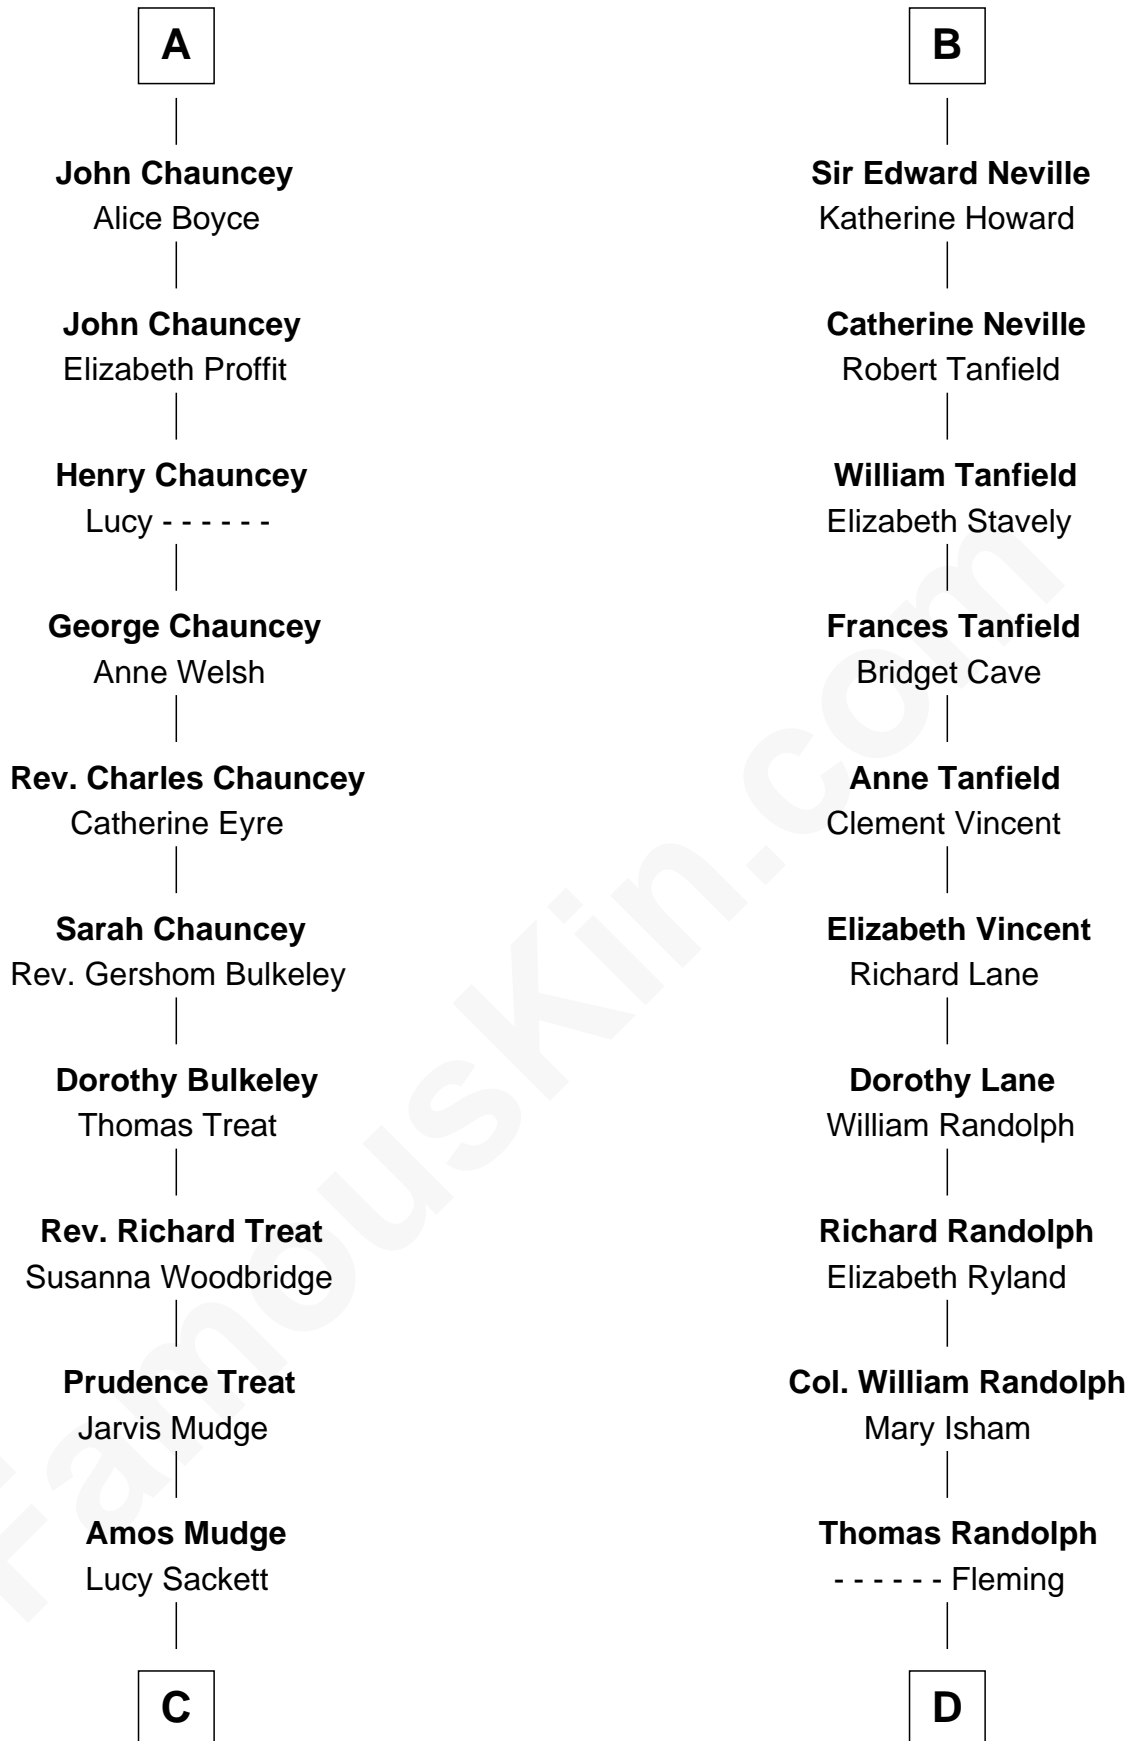 A
John Chauncey
Alice Boyce
John Chauncey
Elizabeth Proffit
Henry Chauncey
Lucy - - - - - -
George Chauncey
Anne Welsh
Rev. Charles Chauncey
Catherine Eyre
Sarah Chauncey
Rev. Gershom Bulkeley
Dorothy Bulkeley
Thomas Treat
Rev. Richard Treat
Susanna Woodbridge
Prudence Treat
Jarvis Mudge
Amos Mudge
Lucy Sackett
C
B
Sir Edward Neville
Katherine Howard
Catherine Neville
Robert Tanfield
William Tanfield
Elizabeth Stavely
Frances Tanfield
Bridget Cave
Anne Tanfield
Clement Vincent
Elizabeth Vincent
Richard Lane
Dorothy Lane
William Randolph
Richard Randolph
Elizabeth Ryland
Col. William Randolph
Mary Isham
Thomas Randolph
- - - - - - Fleming
D
FamousKin.com